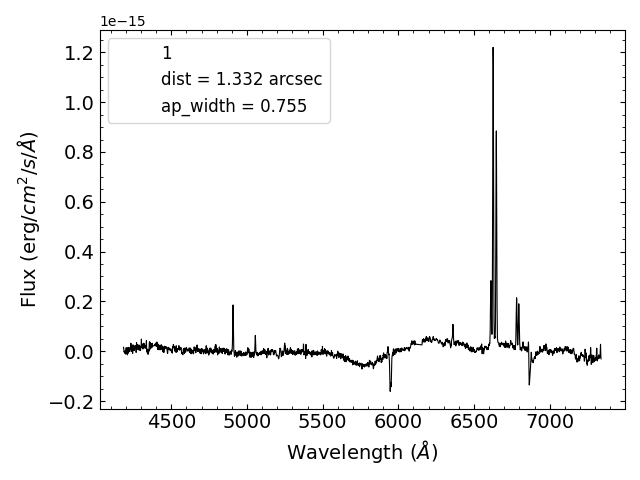 1e−15
1
dist = 1.332 arcsec
ap_width = 0.755
1.2
1.0
0.8
0.6
0.4
0.2
0.0
−0.2
Flux (erg/cm²/s/Å)
4500 5000 5500 6000 6500 7000
Wavelength (Å)